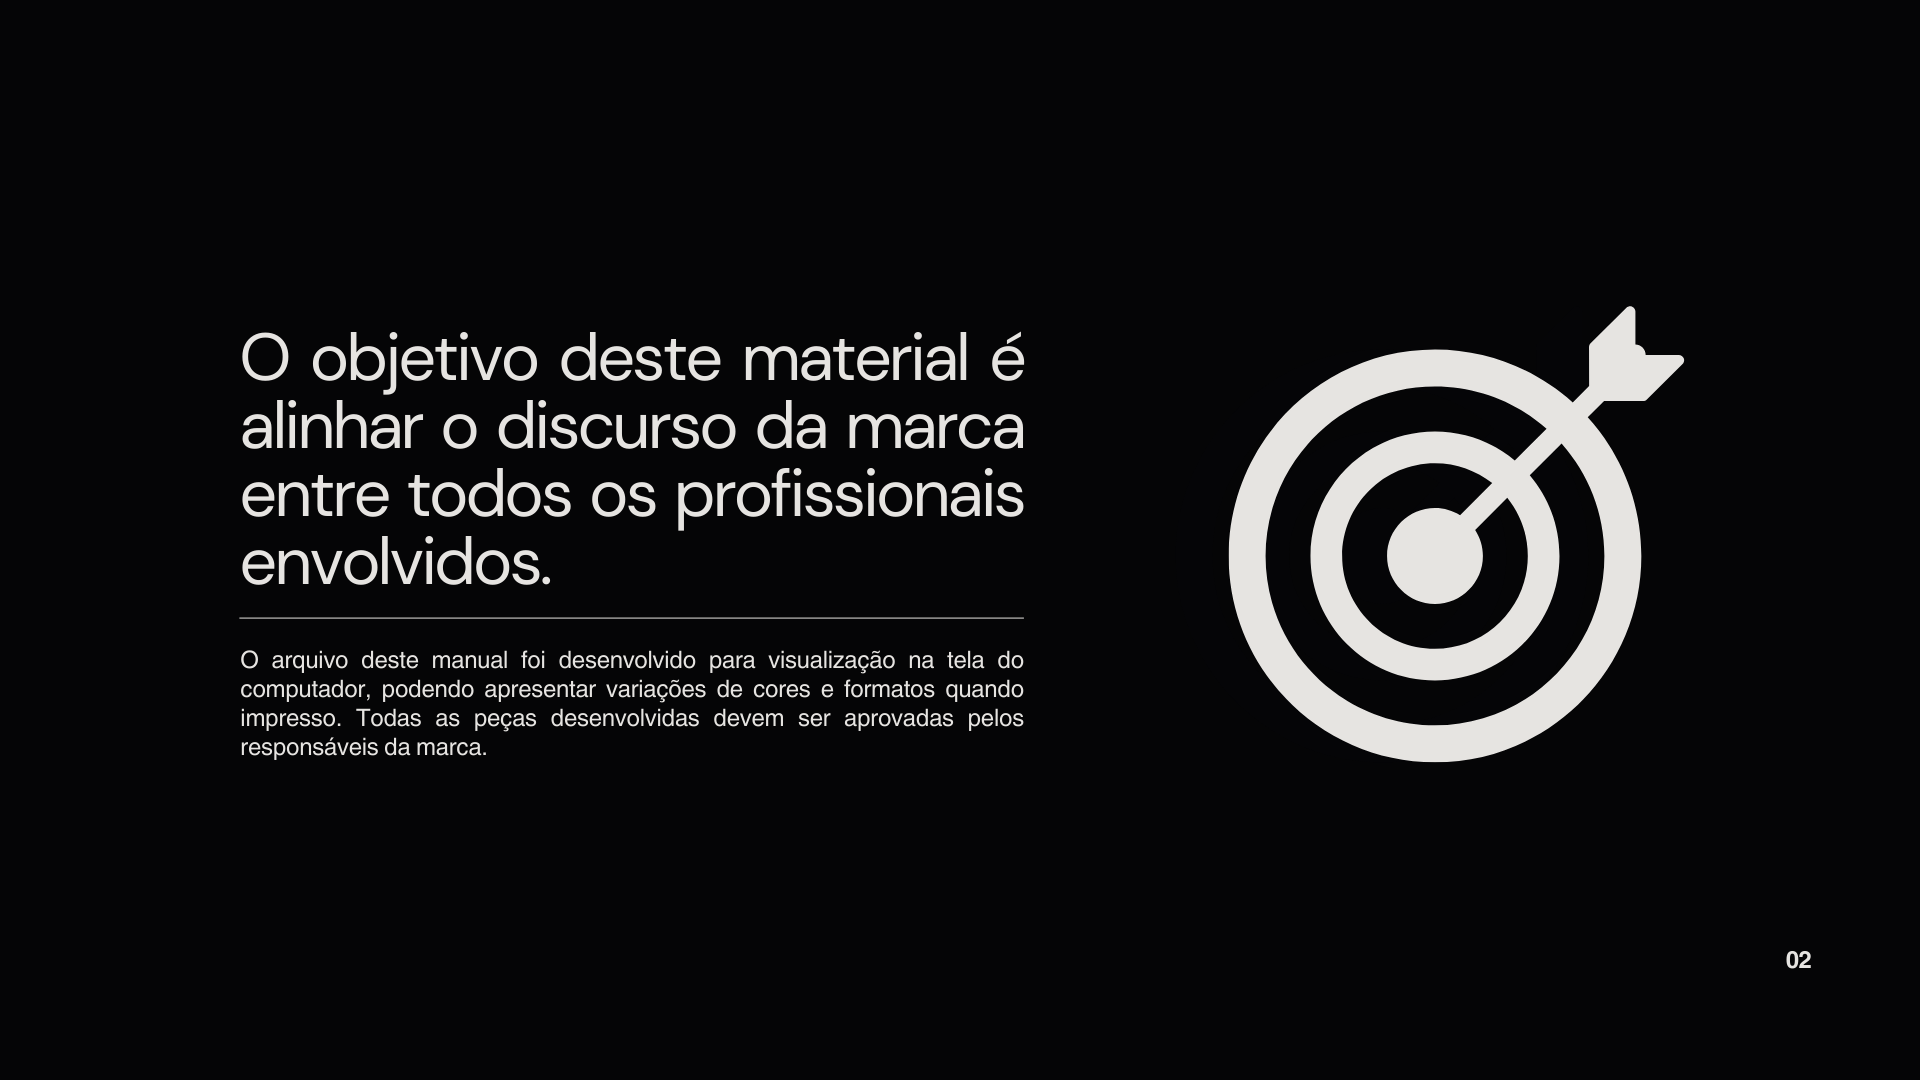 O objetivo deste material é
alinhar o discurso da marca
entre todos os profissionais
envolvidos.
O arquivo deste manual foi desenvolvido para visualização na tela do
computador, podendo apresentar variações de cores e formatos quando
impresso. Todas as peças desenvolvidas devem ser aprovadas pelos
responsáveis da marca.
02